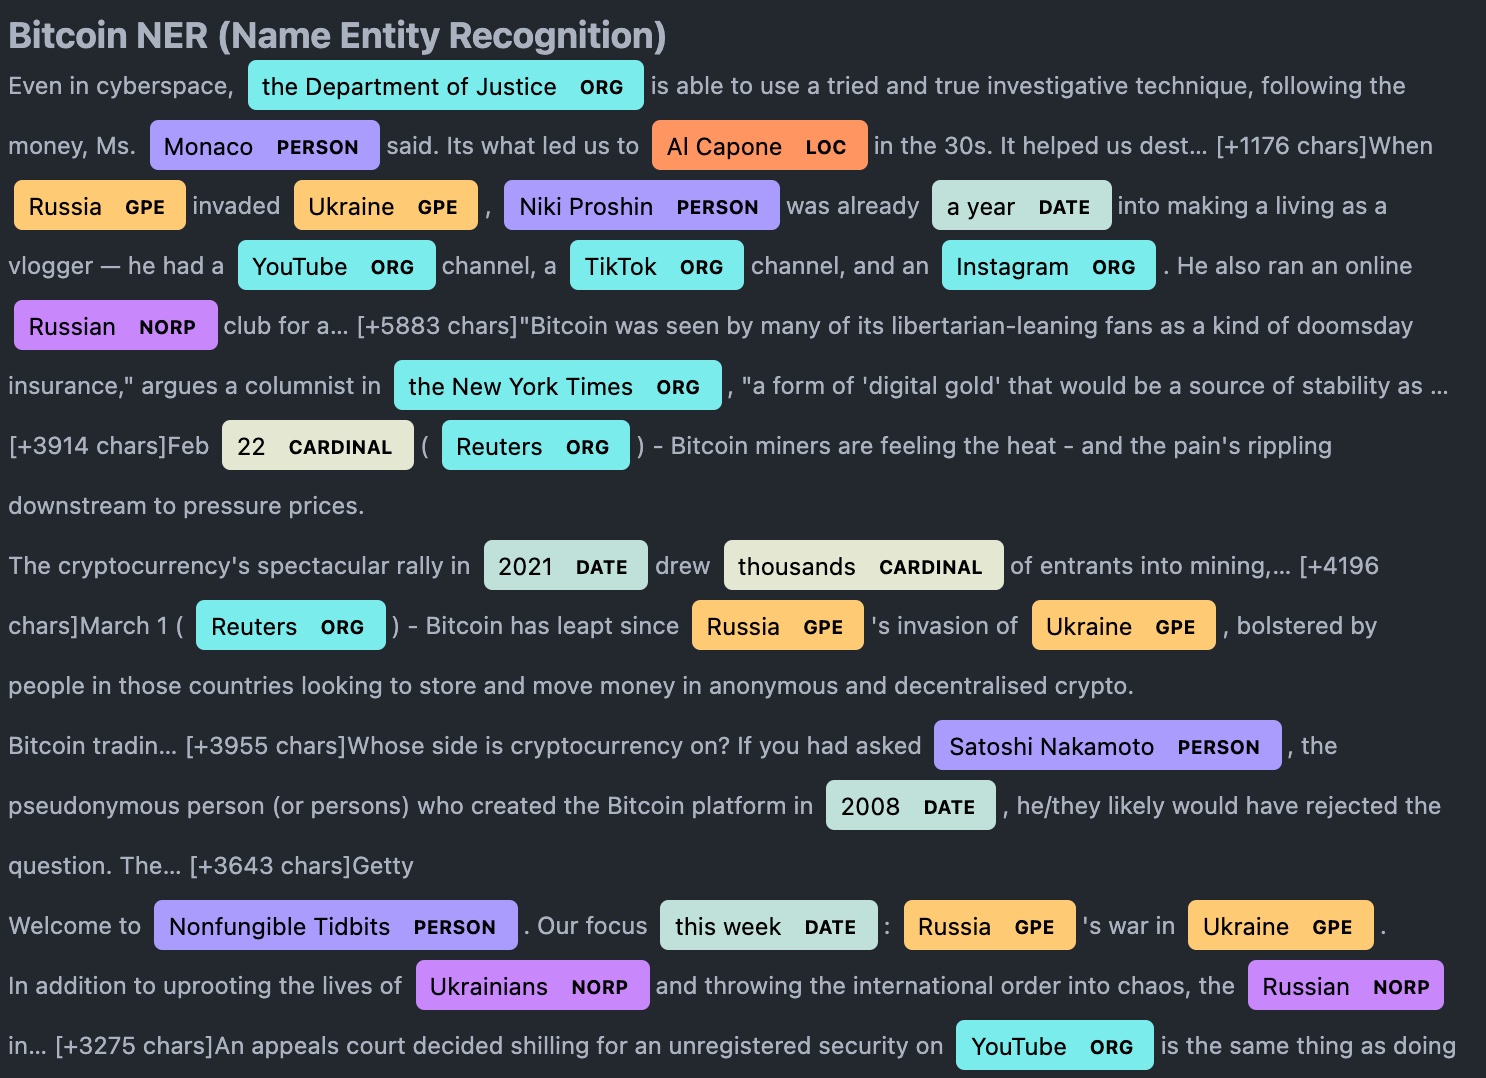 Bitcoin NER (Name Entity Recognition)
Even in cyberspace, the Department of Justice ORG is able to use a tried and true investigative technique, following the
money, Ms. Monaco PERSON said. Its what led us to Al Capone LOC in the 30s. It helped us dest… [+1176 chars]When
Russia GPE invaded Ukraine GPE , Niki Proshin PERSON was already a year DATE into making a living as a
vlogger — he had a YouTube ORG channel, a TikTok ORG channel, and an Instagram ORG . He also ran an online
Russian NORP club for a… [+5883 chars]"Bitcoin was seen by many of its libertarian-leaning fans as a kind of doomsday
insurance," argues a columnist in the New York Times ORG , "a form of 'digital gold' that would be a source of stability as …
[+3914 chars]Feb 22 CARDINAL ( Reuters ORG ) - Bitcoin miners are feeling the heat - and the pain's rippling
downstream to pressure prices.
The cryptocurrency's spectacular rally in 2021 DATE drew thousands CARDINAL of entrants into mining,… [+4196
chars]March 1 ( Reuters ORG ) - Bitcoin has leapt since Russia GPE 's invasion of Ukraine GPE , bolstered by
people in those countries looking to store and move money in anonymous and decentralised crypto.
Bitcoin tradin… [+3955 chars]Whose side is cryptocurrency on? If you had asked Satoshi Nakamoto PERSON , the
pseudonymous person (or persons) who created the Bitcoin platform in 2008 DATE , he/they likely would have rejected the
question. The… [+3643 chars]Getty
Welcome to Nonfungible Tidbits PERSON . Our focus this week DATE : Russia GPE 's war in Ukraine GPE .
In addition to uprooting the lives of Ukrainians NORP and throwing the international order into chaos, the Russian NORP
in… [+3275 chars]An appeals court decided shilling for an unregistered security on YouTube ORG is the same thing as doing